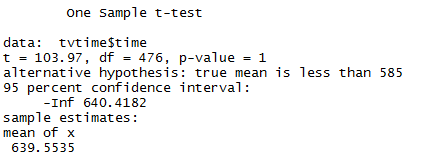 One Sample t-test
data: tvtime$time
t = 103.97, df = 476, p-value = 1
alternative hypothesis: true mean is less than 585
95 percent confidence interval:
-Inf 640.4182
sample estimates:
mean of x
639.5535